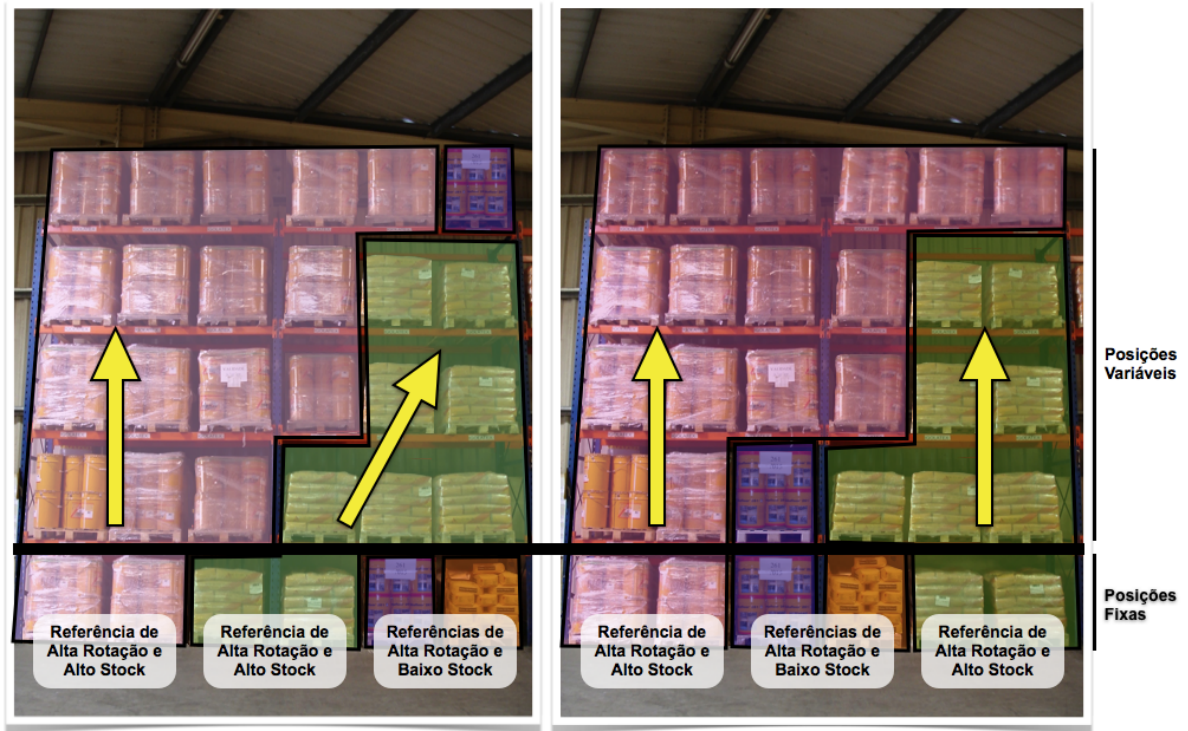 Posições
Variáveis
Posições
Fixas
Referência de
Alta Rotação e
Alto Stock
Referência de
Alta Rotação e
Alto Stock
Referências de
Alta Rotação e
Baixo Stock
Referência de
Alta Rotação e
Alto Stock
Referências de
Alta Rotação e
Baixo Stock
Referência de
Alta Rotação e
Alto Stock